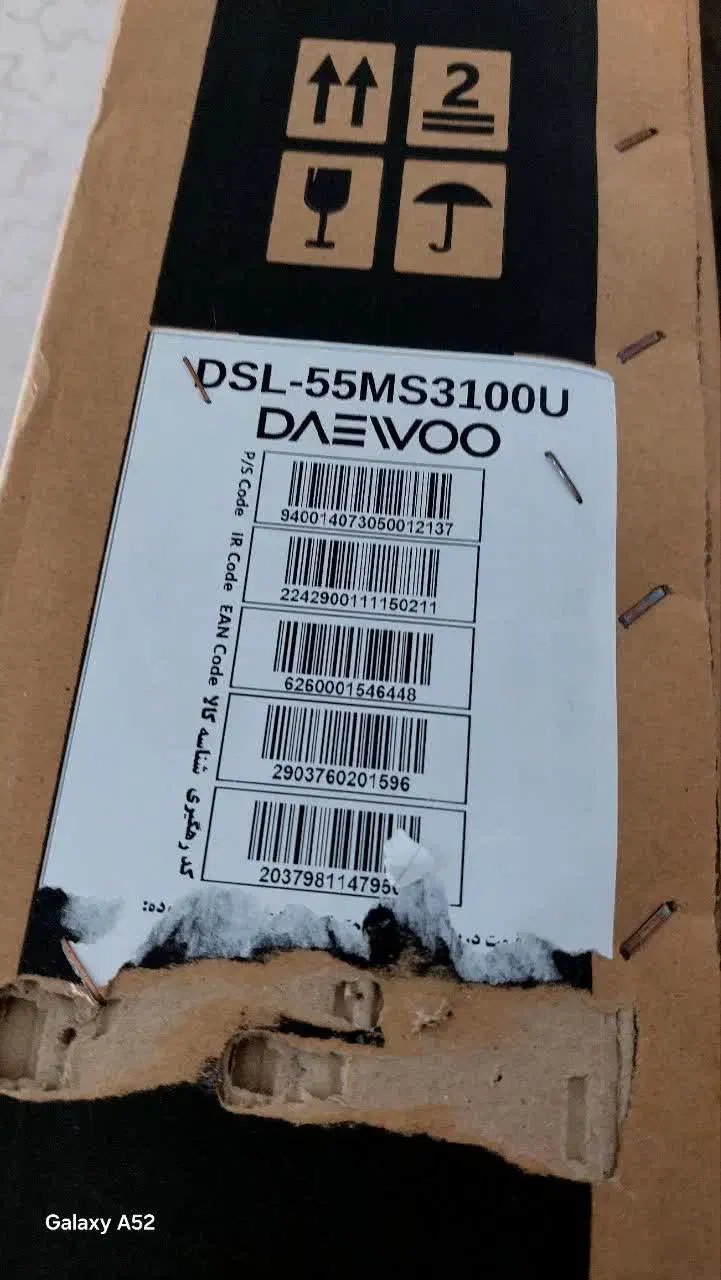 2
DSL-55MS3100U
DAEWOO
P/S Code
940014073050012137
IR Code
2242900111150211
EAN Code
6260001546448
شناسه کالا
2903760201596
کد رهگیری
203798114795
Galaxy A52